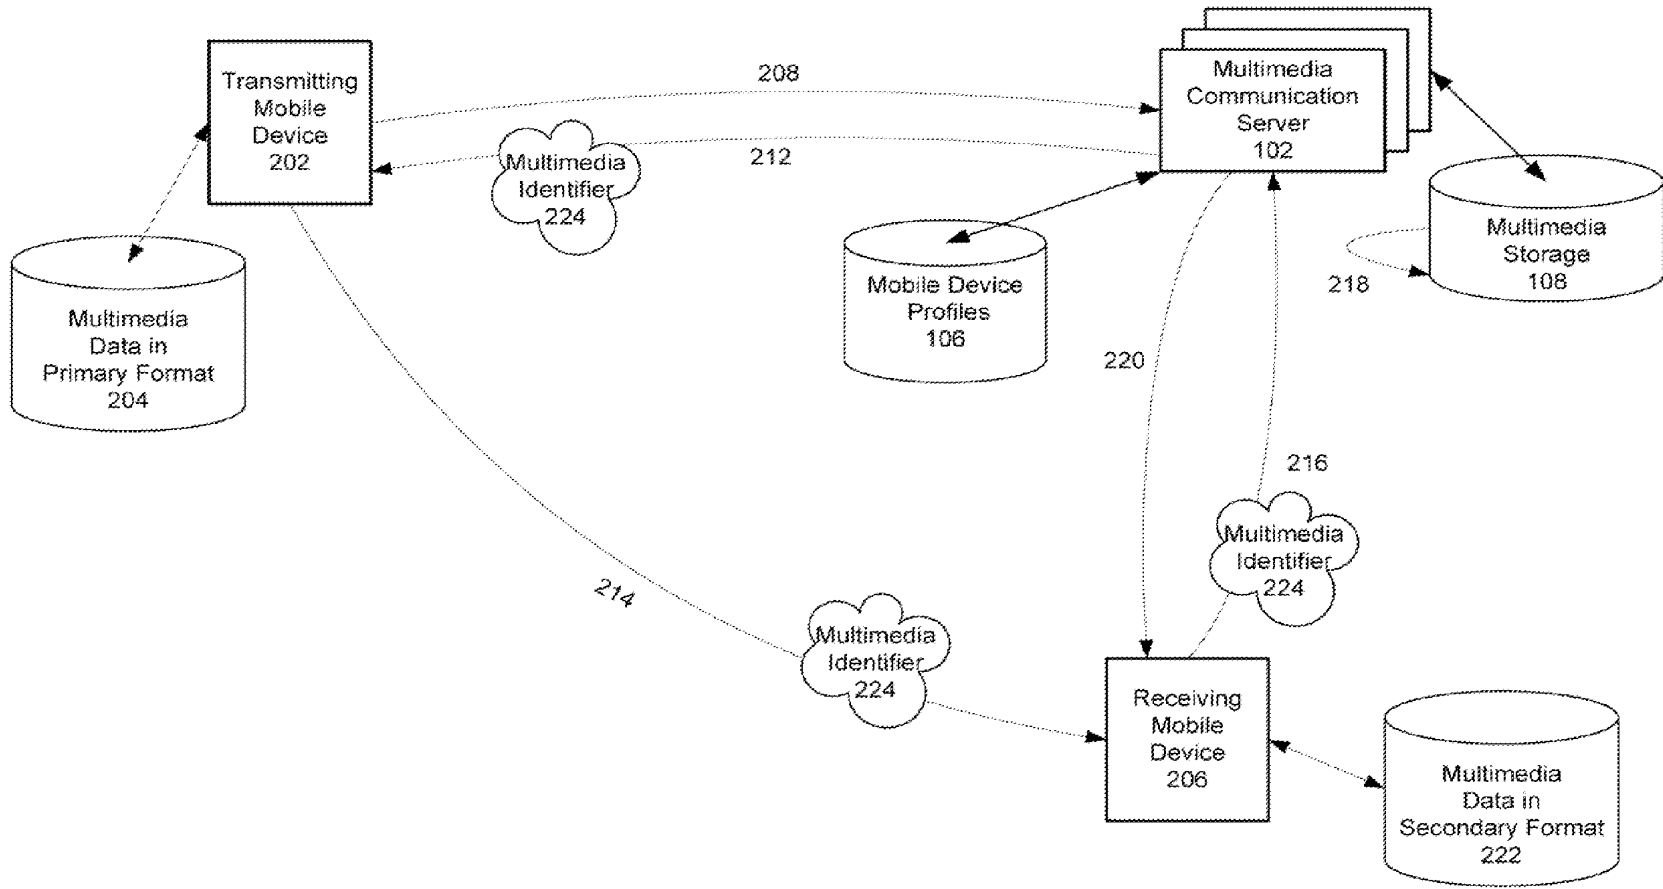 Transmitting
Mobile
Device
202
208
212
Multimedia
Identifier
224
Multimedia
Communication
Server
102
Multimedia
Storage
108
218
Mobile Device
Profiles
106
Multimedia
Data in
Primary Format
204
220
216
Multimedia
Identifier
224
214
Multimedia
Identifier
224
Receiving
Mobile
Device
206
Multimedia
Data in
Secondary Format
222